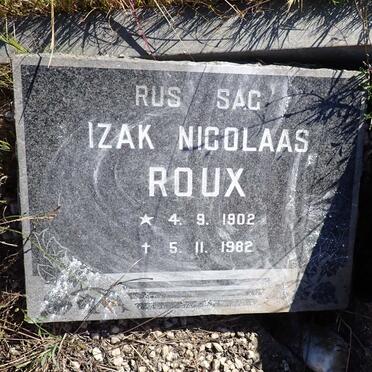 RUS SAG
IZAK NICOLAAS
ROUX
★ 4. 9. 1902
✝ 5. 11. 1982